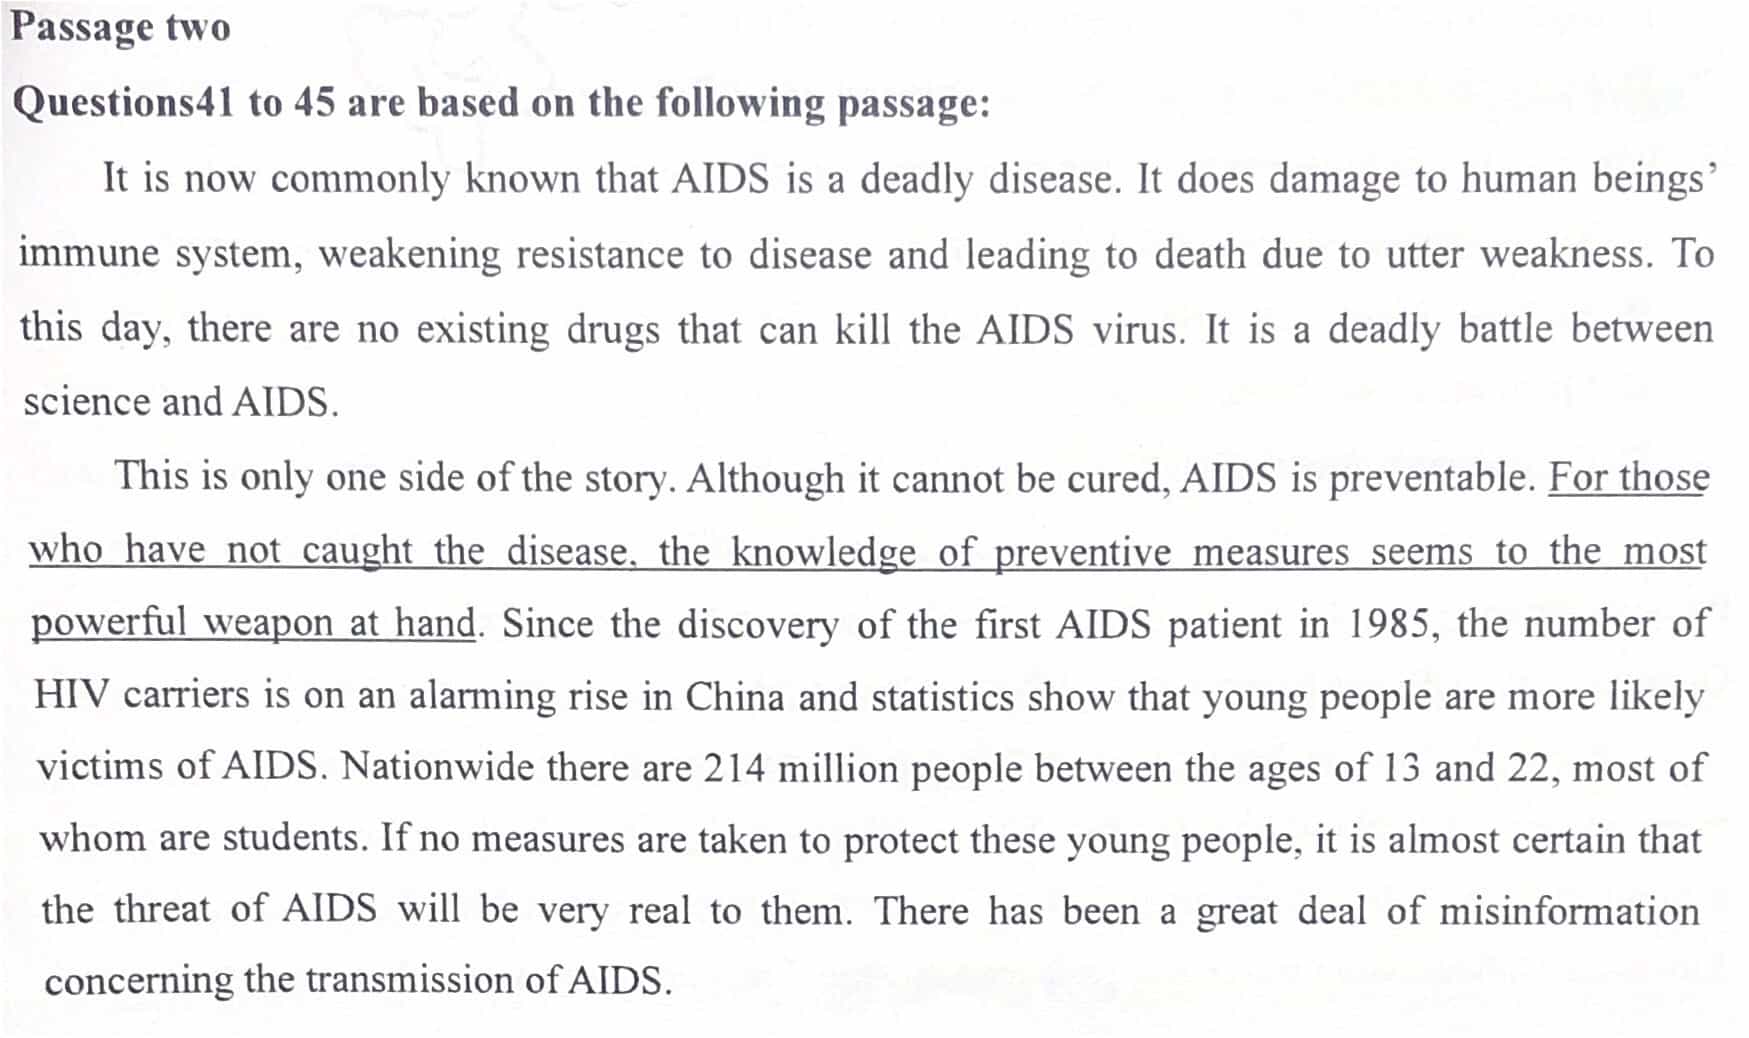 Passage two
Questions41 to 45 are based on the following passage:
It is now commonly known that AIDS is a deadly disease. It does damage to human beings’
immune system, weakening resistance to disease and leading to death due to utter weakness. To
this day, there are no existing drugs that can kill the AIDS virus. It is a deadly battle between
science and AIDS.
This is only one side of the story. Although it cannot be cured, AIDS is preventable. For those
who have not caught the disease, the knowledge of preventive measures seems to the most
powerful weapon at hand. Since the discovery of the first AIDS patient in 1985, the number of
HIV carriers is on an alarming rise in China and statistics show that young people are more likely
victims of AIDS. Nationwide there are 214 million people between the ages of 13 and 22, most of
whom are students. If no measures are taken to protect these young people, it is almost certain that
the threat of AIDS will be very real to them. There has been a great deal of misinformation
concerning the transmission of AIDS.